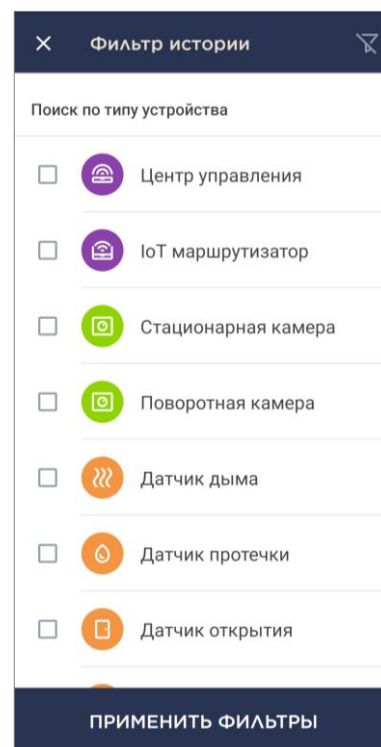 Фильтр истории
Поиск по типу устройства
Центр управления
IoT маршрутизатор
Стационарная камера
Поворотная камера
Датчик дыма
Датчик протечки
Датчик открытия
ПРИМЕНИТЬ ФИЛЬТРЫ